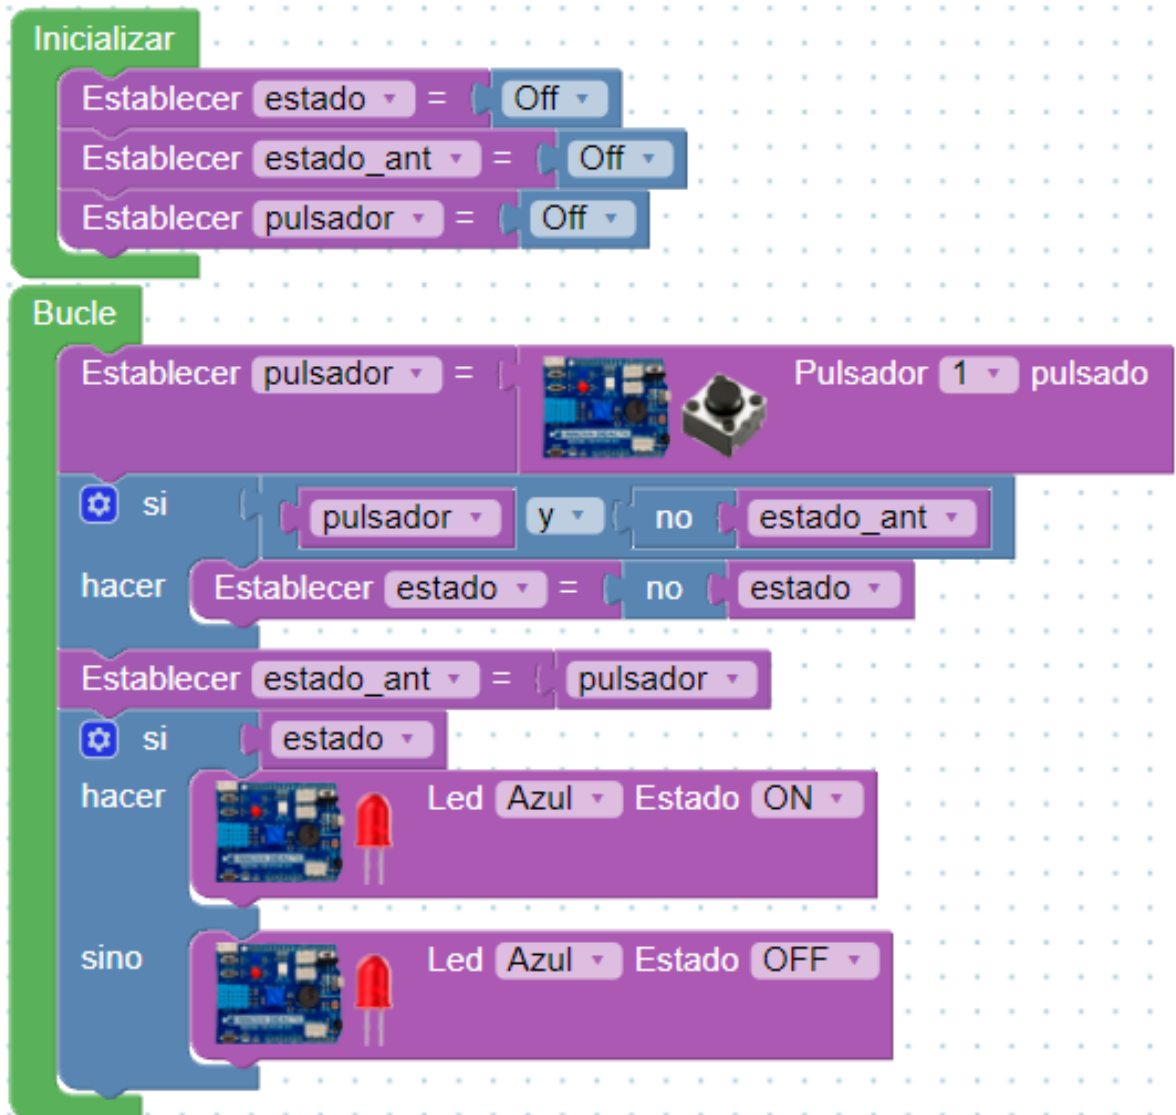 Inicializar
Establecer estado = Off
Establecer estado_ant = Off
Establecer pulsador = Off
Bucle
Establecer pulsador = Pulsador 1 pulsado
si pulsador y no estado_ant
hacer Establecer estado = no estado
Establecer estado_ant = pulsador
si estado
hacer Led Azul Estado ON
sino Led Azul Estado OFF